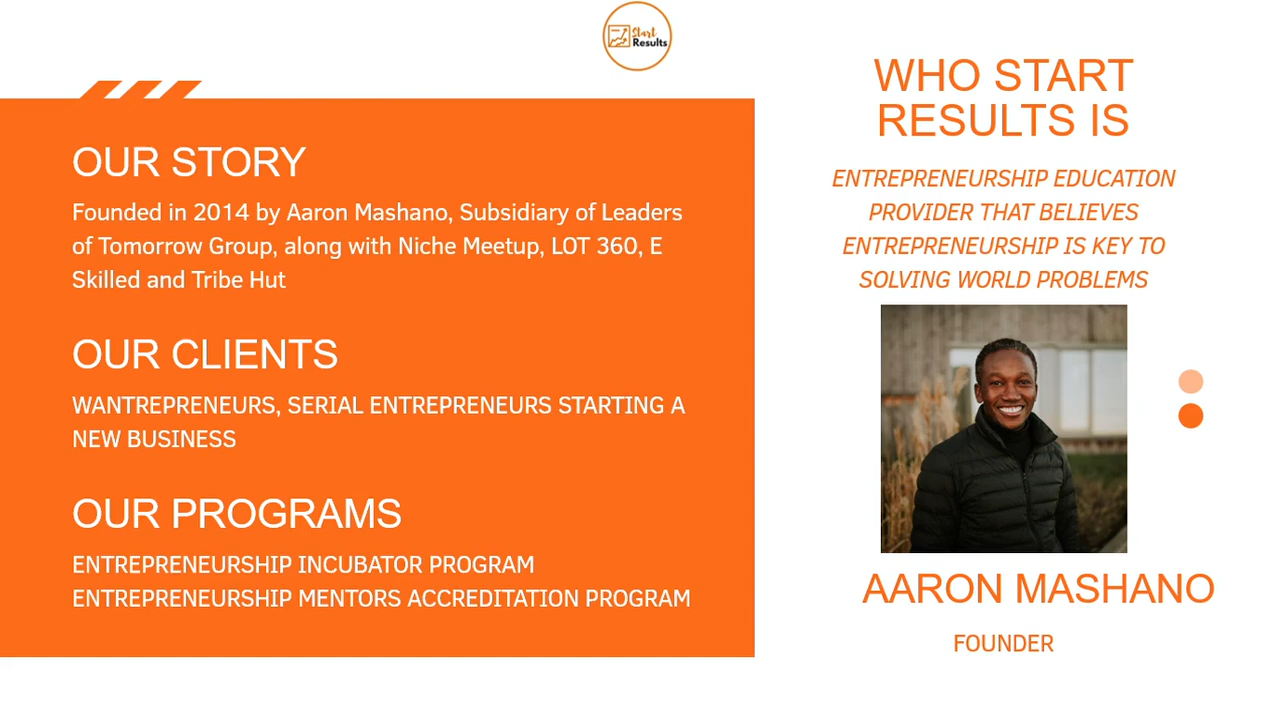 Start
Results
OUR STORY
Founded in 2014 by Aaron Mashano, Subsidiary of Leaders
of Tomorrow Group, along with Niche Meetup, LOT 360, E
Skilled and Tribe Hut
OUR CLIENTS
WANTREPRENEURS, SERIAL ENTREPRENEURS STARTING A
NEW BUSINESS
OUR PROGRAMS
ENTREPRENEURSHIP INCUBATOR PROGRAM
ENTREPRENEURSHIP MENTORS ACCREDITATION PROGRAM
WHO START
RESULTS IS
ENTREPRENEURSHIP EDUCATION
PROVIDER THAT BELIEVES
ENTREPRENEURSHIP IS KEY TO
SOLVING WORLD PROBLEMS
AARON MASHANO
FOUNDER